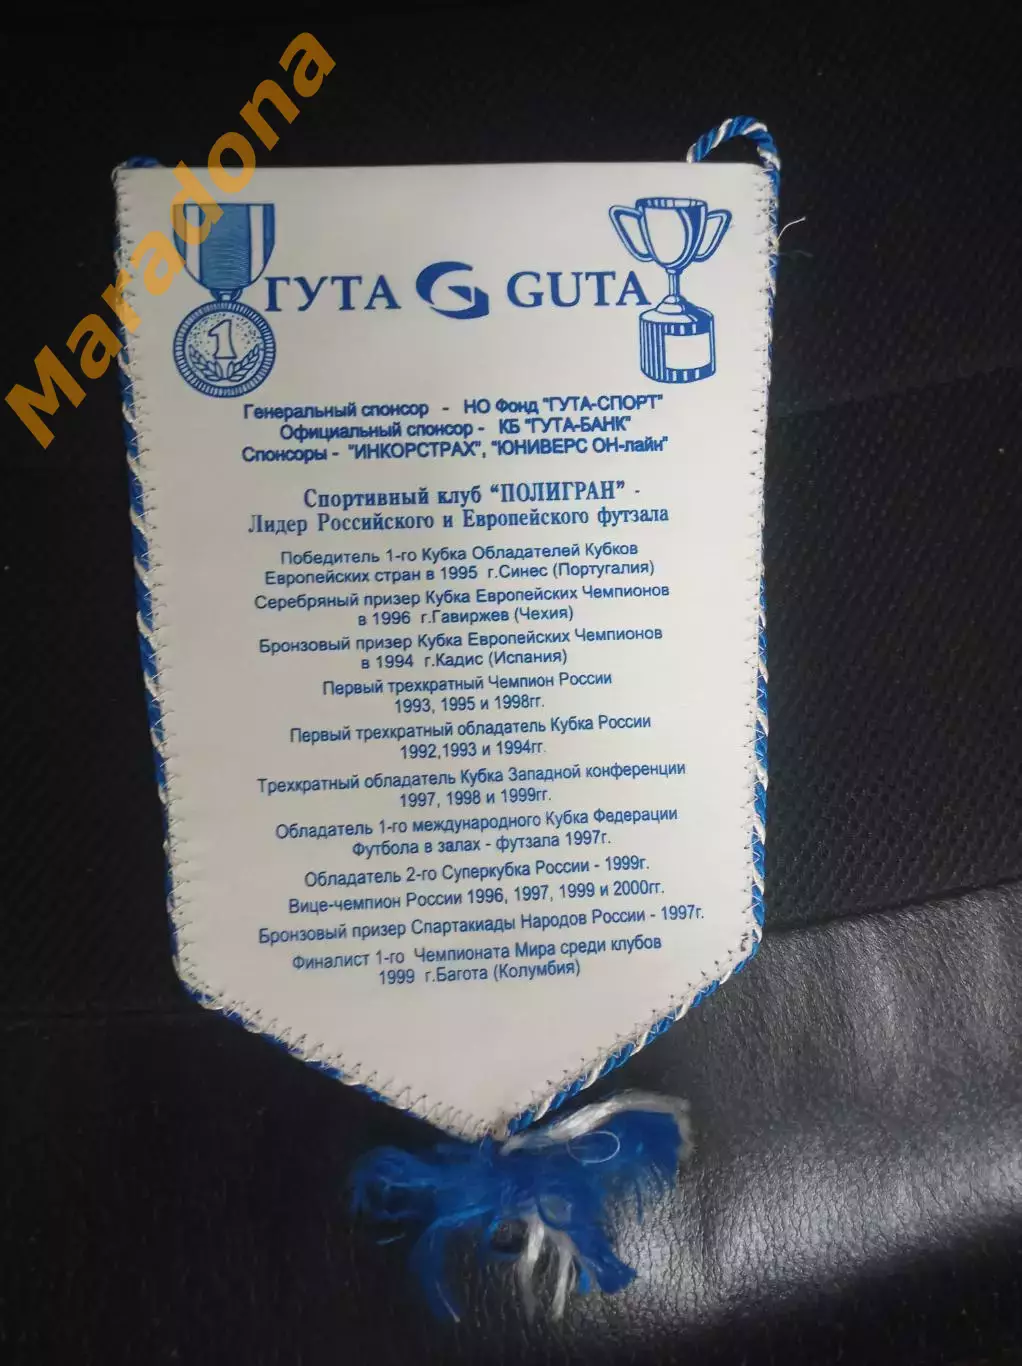 Maradona
1
ГУТА G GUTA
Генеральный спонсор - НО Фонд "ГУТА-СПОРТ"
Официальный спонсор - КБ "ГУТА-БАНК"
Спонсоры - "ИНКОРСТРАХ", "ЮНИВЕРС ОН-лайн"
Спортивный клуб "ПОЛИГРАН" -
Лидер Российского и Европейского футзала
Победитель 1-го Кубка Обладателей Кубков
Европейских стран в 1995 г.Синес (Португалия)
Серебряный призер Кубка Европейских Чемпионов
в 1996 г.Гавиржев (Чехия)
Бронзовый призер Кубка Европейских Чемпионов
в 1994 г.Кадис (Испания)
Первый трехкратный Чемпион России
1993, 1995 и 1998гг.
Первый трехкратный обладатель Кубка России
1992,1993 и 1994гг.
Трехкратный обладатель Кубка Западной конференции
1997, 1998 и 1999гг.
Обладатель 1-го международного Кубка Федерации
Футбола в залах - футзала 1997г.
Обладатель 2-го Суперкубка России - 1999г.
Вице-чемпион России 1996, 1997, 1999 и 2000гг.
Бронзовый призер Спартакиады Народов России - 1997г.
Финалист 1-го Чемпионата Мира среди клубов
1999 г.Багота (Колумбия)